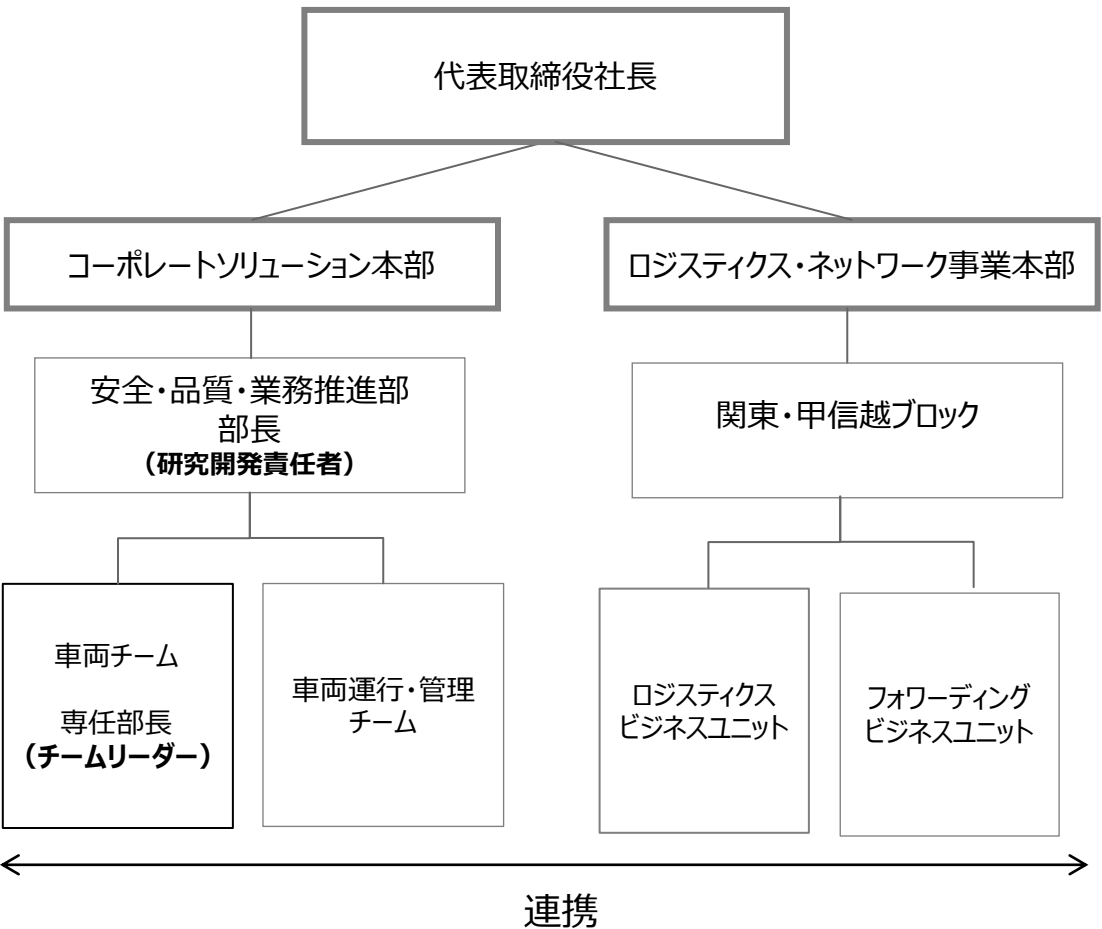 代表取締役社長
コーポレートソリューション本部
ロジスティクス・ネットワーク事業本部
安全・品質・業務推進部
部長
（研究開発責任者）
関東・甲信越ブロック
車両チーム
専任部長
（チームリーダー）
車両運行・管理
チーム
ロジスティクス
ビジネスユニット
フォワーディング
ビジネスユニット
連携